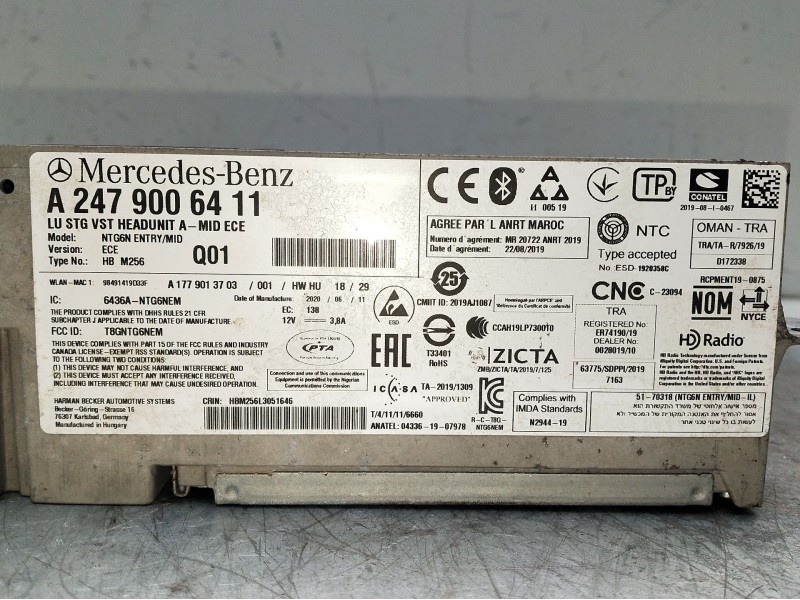 Mercedes-Benz
A 247 900 64 11
LU STG VST HEADUNIT A-MID ECE
Model: NTG6N ENTRY/MID
Version: ECE
Type No.: HB M256
Q01
WLAN-MAC 1: 98491419D33F
A 177 901 37 03 / 001 / HW HU 18 / 29
IC: 6436A-NTG6NEM
Date of Manufacture: 2020 / 06 / 11
THE PRODUCT COMPLIES WITH DHHS RULES 21 CFR
SUBCHAPTER J APPLICABLE AT DATE OF MANUFACTURE.
EC: 138
12V 3,8A
FCC ID: T8GNTG6NEM
THIS DEVICE COMPLIES WITH PART 15 OF THE FCC RULES AND INDUSTRY
CANADA LICENSE-EXEMPT RSS STANDARD(S). OPERATION IS SUBJECT
TO THE FOLLOWING TWO CONDITIONS:
(1) THIS DEVICE MAY NOT CAUSE HARMFUL INTERFERENCE, AND
(2) THIS DEVICE MUST ACCEPT ANY INTERFERENCE RECEIVED, INCLUDING
INTERFERENCE THAT MAY CAUSE UNDESIRED OPERATION.
HARMAN BECKER AUTOMOTIVE SYSTEMS
Becker-Göring-Strasse 16
76307 Karlsbad, Germany
Manufactured in Hungary
CRIN: HBM256L3051646
PTA
Connection and use of this
communications equipment
is permitted by the Nigerian
Communications Commission
CE
11 005 19
TP BY
CONATEL
2019-08-I-0467
AGREE PAR´L ANRT MAROC
Numero d´agrément: MR 20722 ANRT 2019
Date d´agrément: 22/08/2019
NTC
Type accepted
No:ESD-1920358C
OMAN - TRA
TRA/TA-R/7926/19
D172338
25
CMIIT ID: 2019AJ1087
ESD
CNC C-23094
RCPMENT19-0875
NOM
NYCE
CCAH19LP7300T0
TRA
REGISTERED No:
ER74190/19
DEALER No:
0028019/10
HD Radio
EAC
T33401
RoHS
ZICTA
ZMB/ZICTA/TA/2019/7/125
63775/SDPPI/2019
7163
ICASA
TA-2019/1309
"APPROVED"
T/4/11/11/6660
ANATEL: 04336-19-07978
R-C-T8G-
NTG6NEM
Complies with
IMDA Standards
N2944-19
51-70318 (NTG6N ENTRY/MID-IL)